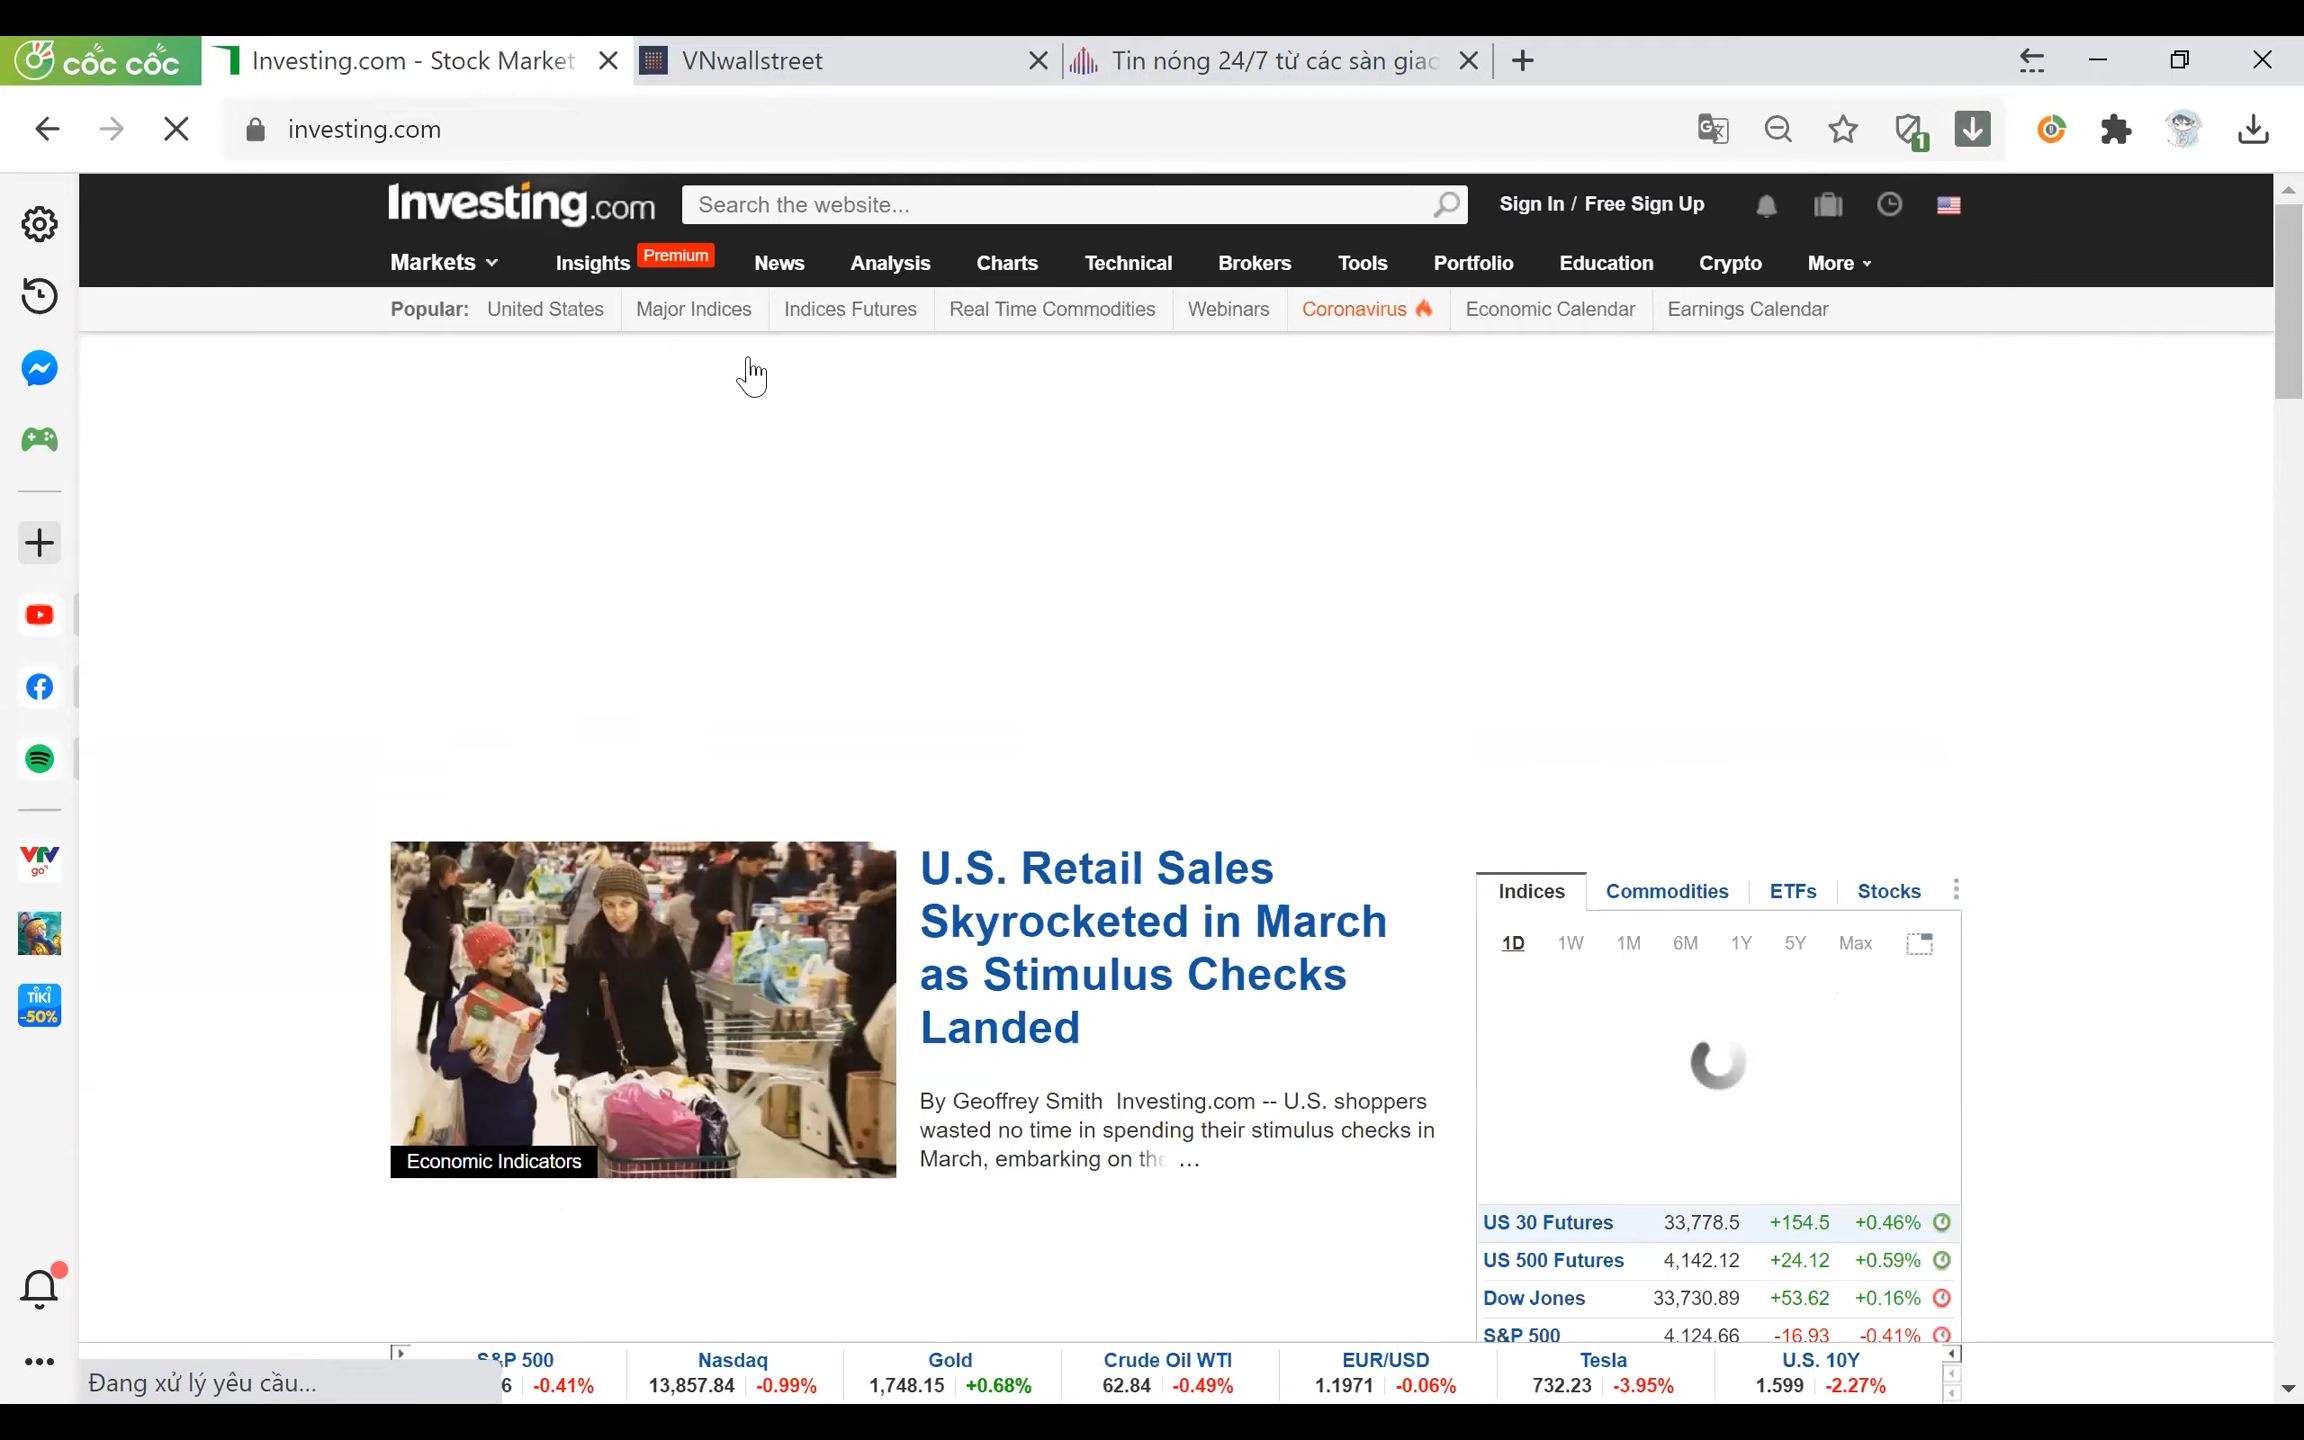 cốc cốc
Investing.com - Stock Market
VNwallstreet
Tin nóng 24/7 từ các sàn giao
investing.com
1
Investing.com
Search the website...
Sign In / Free Sign Up
Markets
Insights
Premium
News
Analysis
Charts
Technical
Brokers
Tools
Portfolio
Education
Crypto
More
Popular:
United States
Major Indices
Indices Futures
Real Time Commodities
Webinars
Coronavirus
Economic Calendar
Earnings Calendar
VTV
go
TIKI
-50%
Economic Indicators
U.S. Retail Sales
Skyrocketed in March
as Stimulus Checks
Landed
By Geoffrey Smith Investing.com -- U.S. shoppers
wasted no time in spending their stimulus checks in
March, embarking on the ...
Indices
Commodities
ETFs
Stocks
1D 1W 1M 6M 1Y 5Y Max
US 30 Futures 33,778.5 +154.5 +0.46%
US 500 Futures 4,142.12 +24.12 +0.59%
Dow Jones 33,730.89 +53.62 +0.16%
S&P 500 4,124.66 -16.93 -0.41%
S&P 500
6 -0.41%
Nasdaq
13,857.84 -0.99%
Gold
1,748.15 +0.68%
Crude Oil WTI
62.84 -0.49%
EUR/USD
1.1971 -0.06%
Tesla
732.23 -3.95%
U.S. 10Y
1.599 -2.27%
Đang xử lý yêu cầu...